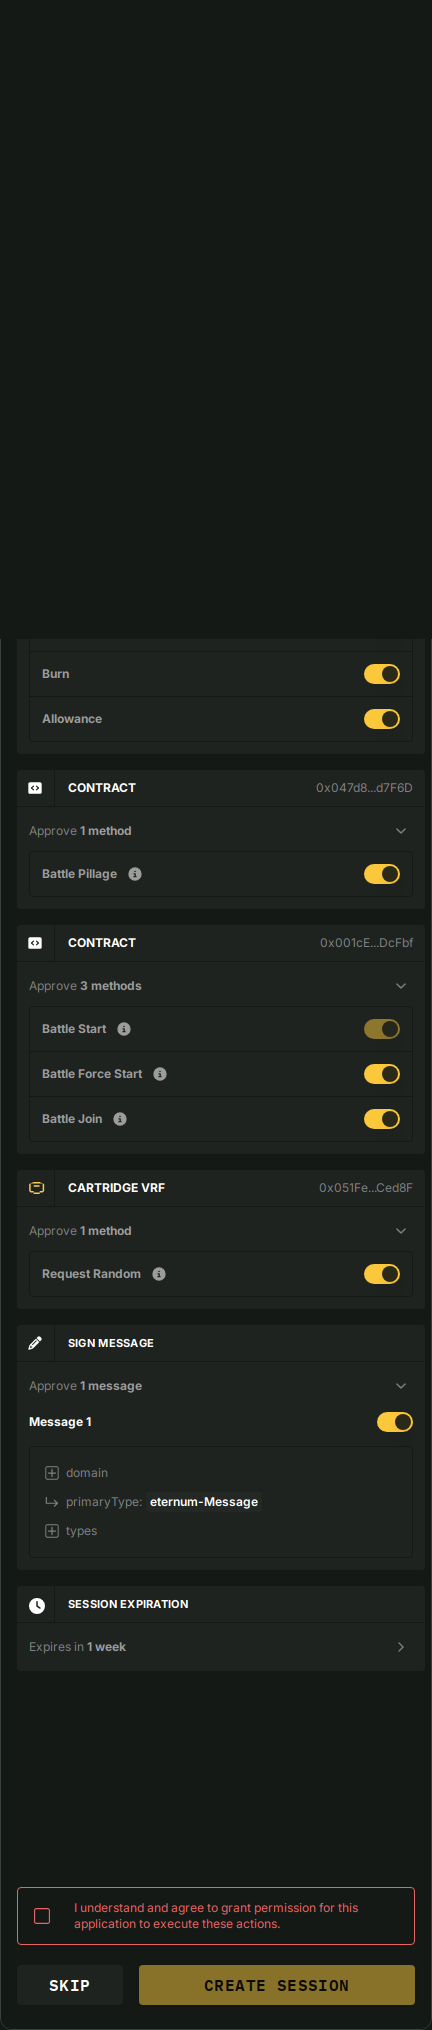 Burn
Allowance
CONTRACT 0x047d8...d7F6D
Approve 1 method
Battle Pillage
CONTRACT 0x001cE...DcFbf
Approve 3 methods
Battle Start
Battle Force Start
Battle Join
CARTRIDGE VRF 0x051Fe...Ced8F
Approve 1 method
Request Random
SIGN MESSAGE
Approve 1 message
Message 1
domain
primaryType: eternum-Message
types
SESSION EXPIRATION
Expires in 1 week
I understand and agree to grant permission for this
application to execute these actions.
SKIP CREATE SESSION